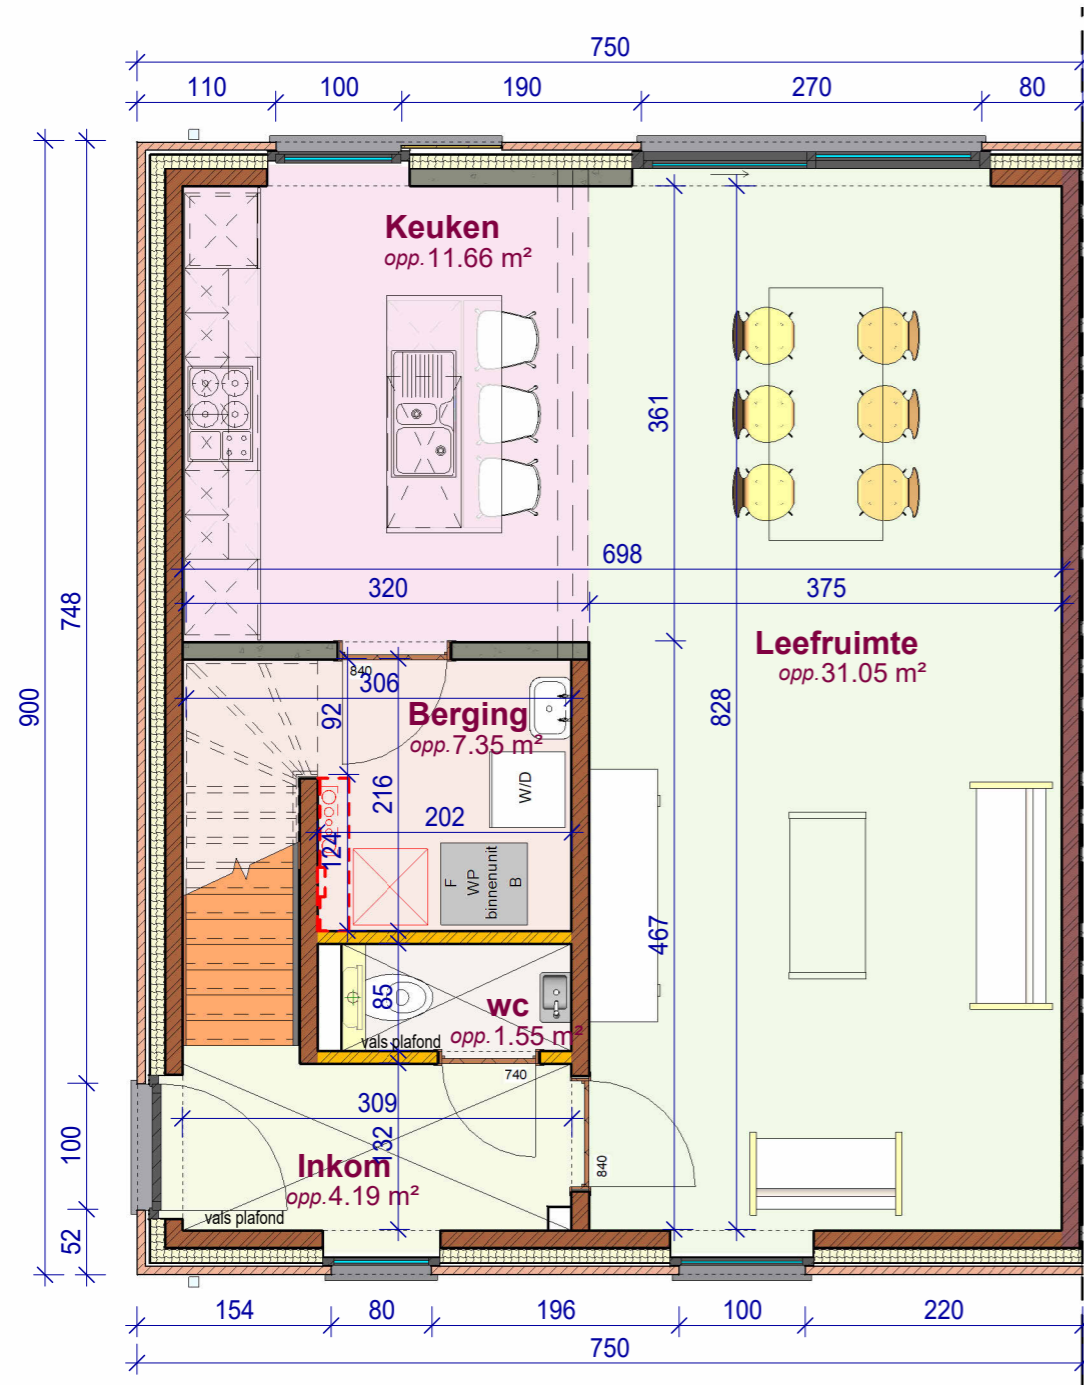 750
110 100 190 270 80
Keuken
opp.11.66 m²
361
698
320 375
748
900
Leefruimte
opp.31.05 m²
828
840
306
92
Berging
opp.7.35 m²
216
W/D
202
124
F
WP
binnenunit
B
467
85
wc
opp.1.55 m²
vals plafond
740
309
132
840
Inkom
opp.4.19 m²
vals plafond
100
52
154 80 196 100 220
750